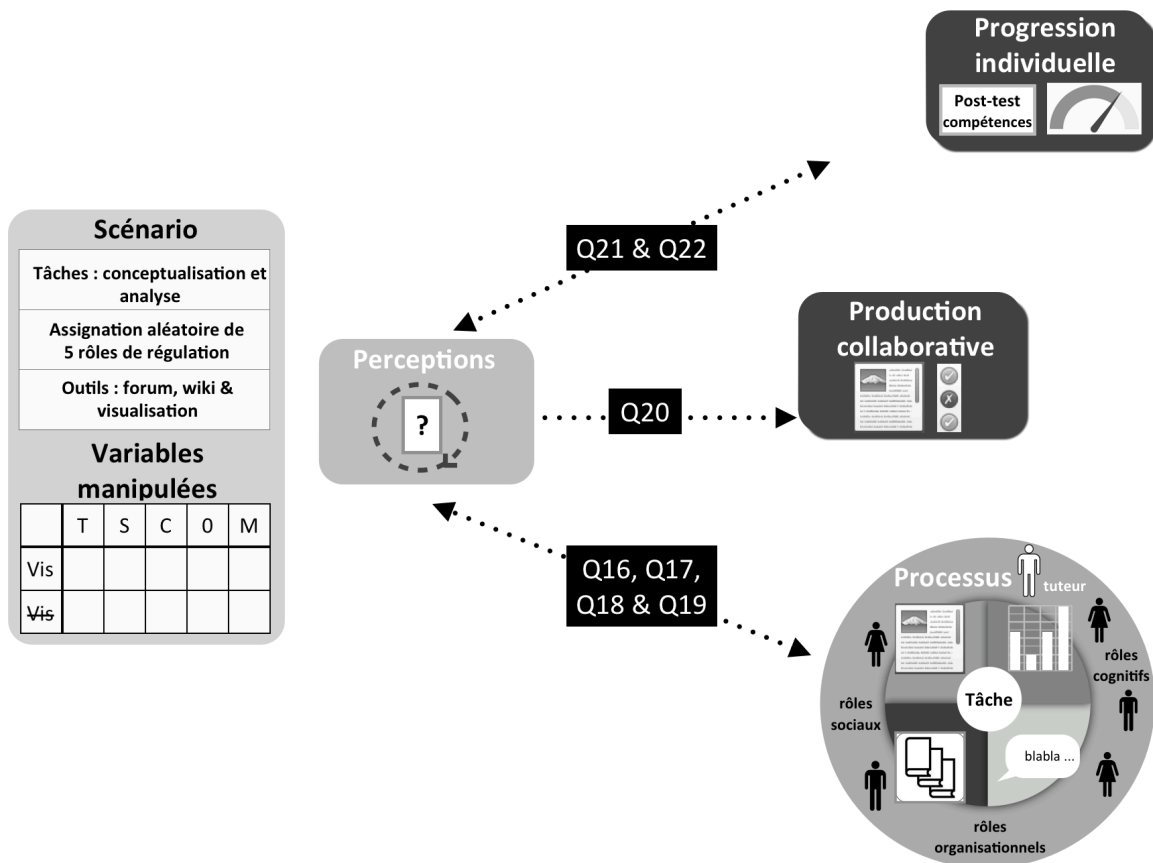 Progression
individuelle
Post-test
compétences
Scénario
Tâches : conceptualisation et
analyse
Assignation aléatoire de
5 rôles de régulation
Outils : forum, wiki &
visualisation
Variables
manipulées
T S C 0 M
Vis
Vis
Perceptions
?
Q21 & Q22
Q20
Q16, Q17,
Q18 & Q19
Production
collaborative
Processus
tuteur
rôles
cognitifs
rôles
sociaux
Tâche
blabla ...
rôles
organisationnels